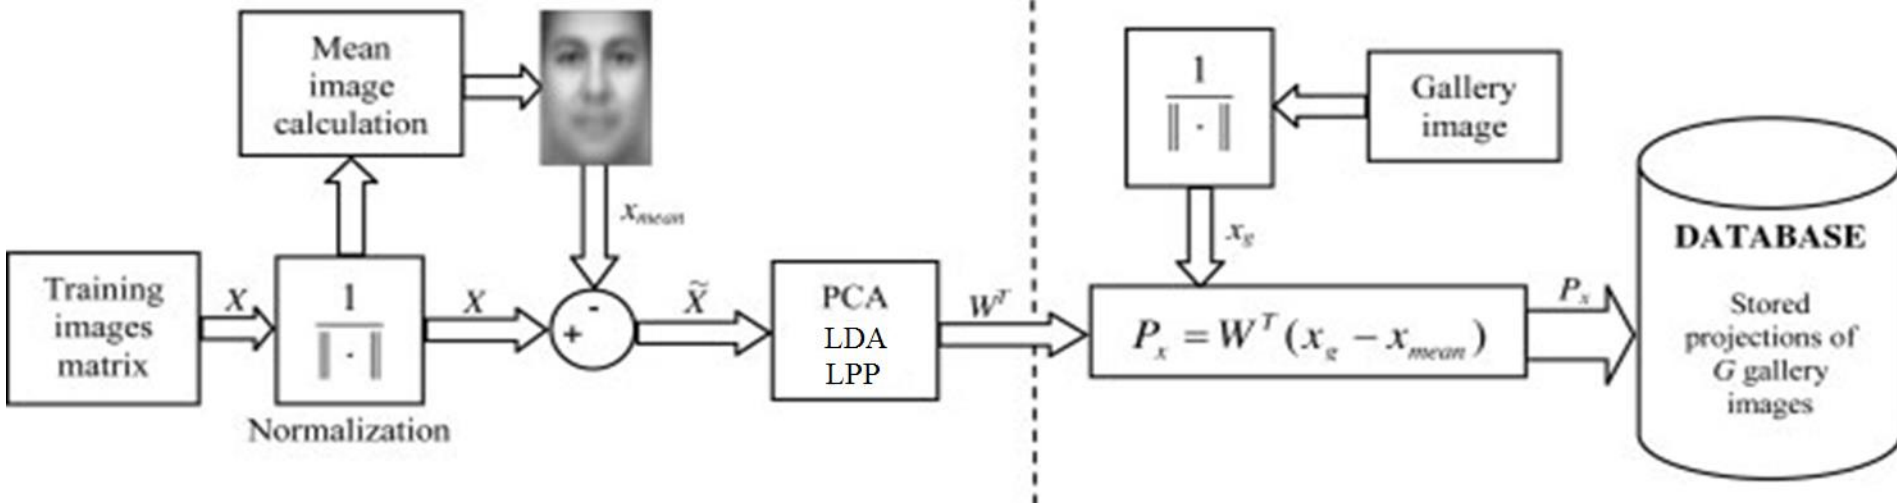 Mean
image
calculation
x_mean
Training
images
matrix
X
1
‖ · ‖
Normalization
X
+
-
X̃
PCA
LDA
LPP
W^T
1
‖ · ‖
Gallery
image
x_g
P_x = W^T (x_g − x_mean)
P_x
DATABASE
Stored
projections of
G gallery
images